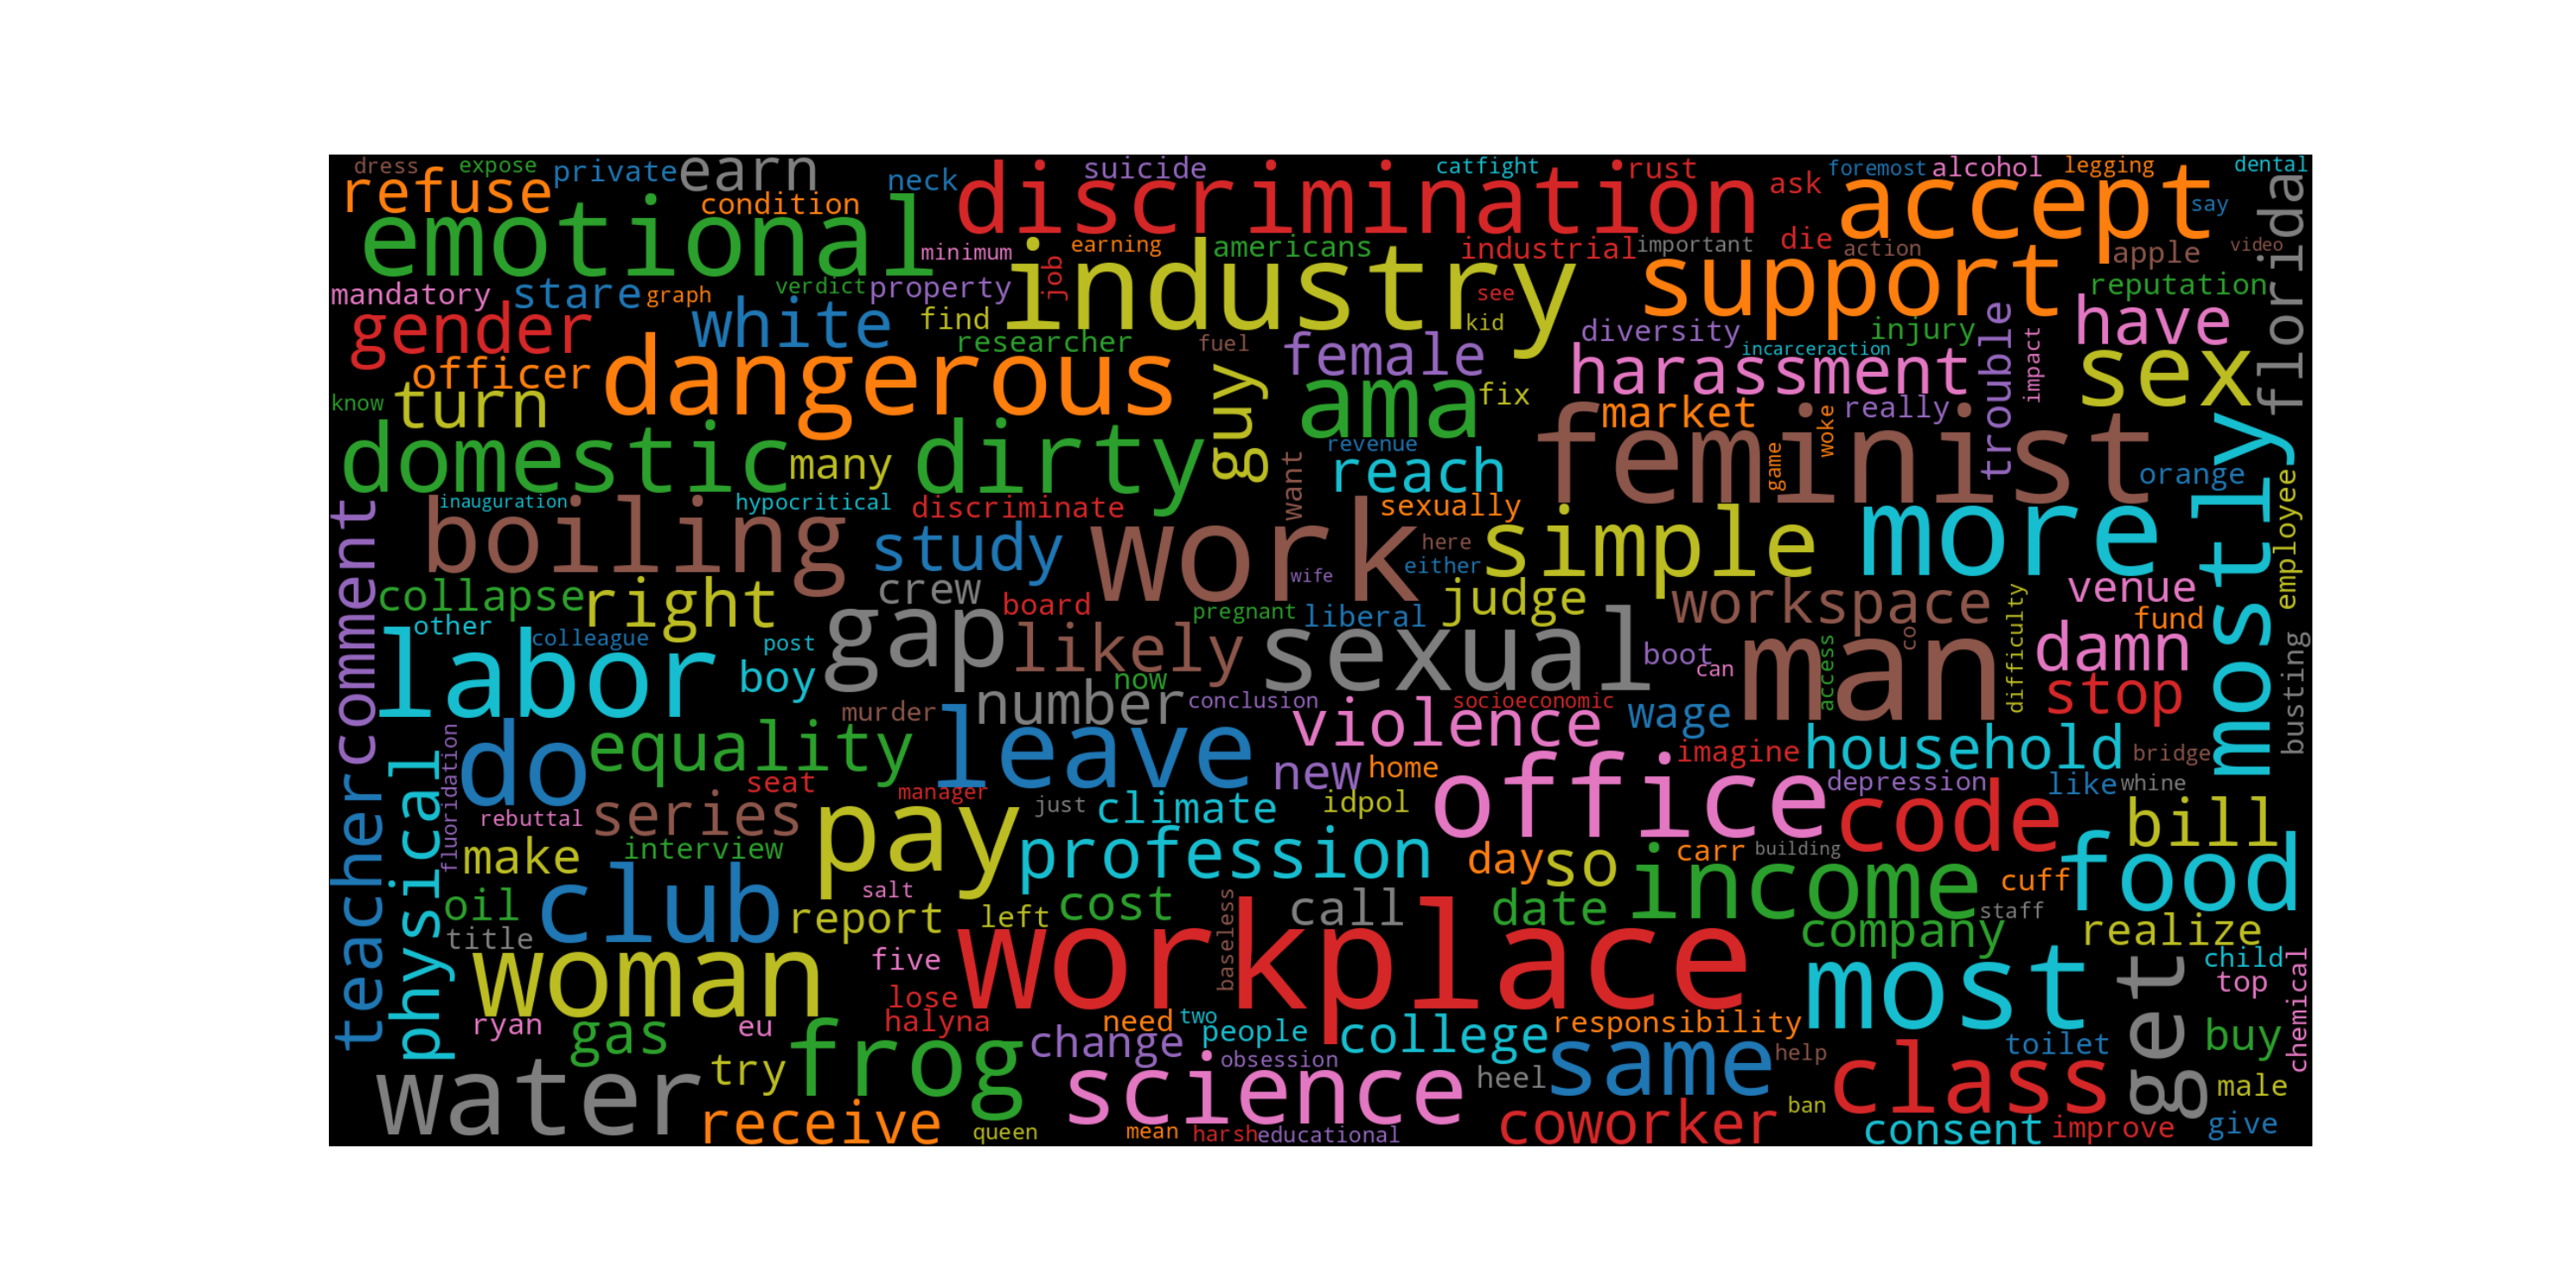 dress expose private earn neck suicide catfight rust foremost alcohol legging dental
refuse condition discrimination ask accept say florida
emotional minimum earning americans industrial important die action apple video
mandatory stare graph verdict property industry job see support reputation
gender white find researcher fuel kid diversity injury trouble have
officer dangerous guy female harassment incarceraction impact sex
know turn ama fix market woke really mostly
domestic many dirty want revenue reach feminist game orange employee
comment inauguration hypocritical discriminate sexually
boiling study work here either simple more
collapse right crew wife judge workspace difficulty venue
other colleague board pregnant liberal fund
labor post boy gap likely now sexual boot can man access co damn busting
murder number conclusion socioeconomic wage stop
physical fluoridation do equality leave violence imagine household bridge
seat manager new home depression like whine
teacher rebuttal series just climate idpol office code bill
make interview pay profession day so carr building
oil club salt report left cost call date income cuff food
title baseless staff company realize
woman five lose workplace most get child top chemical
ryan gas eu halyna need two people college responsibility toilet buy
water try frog change obsession science heel same help class male
receive queen mean harsh educational coworker ban consent improve give